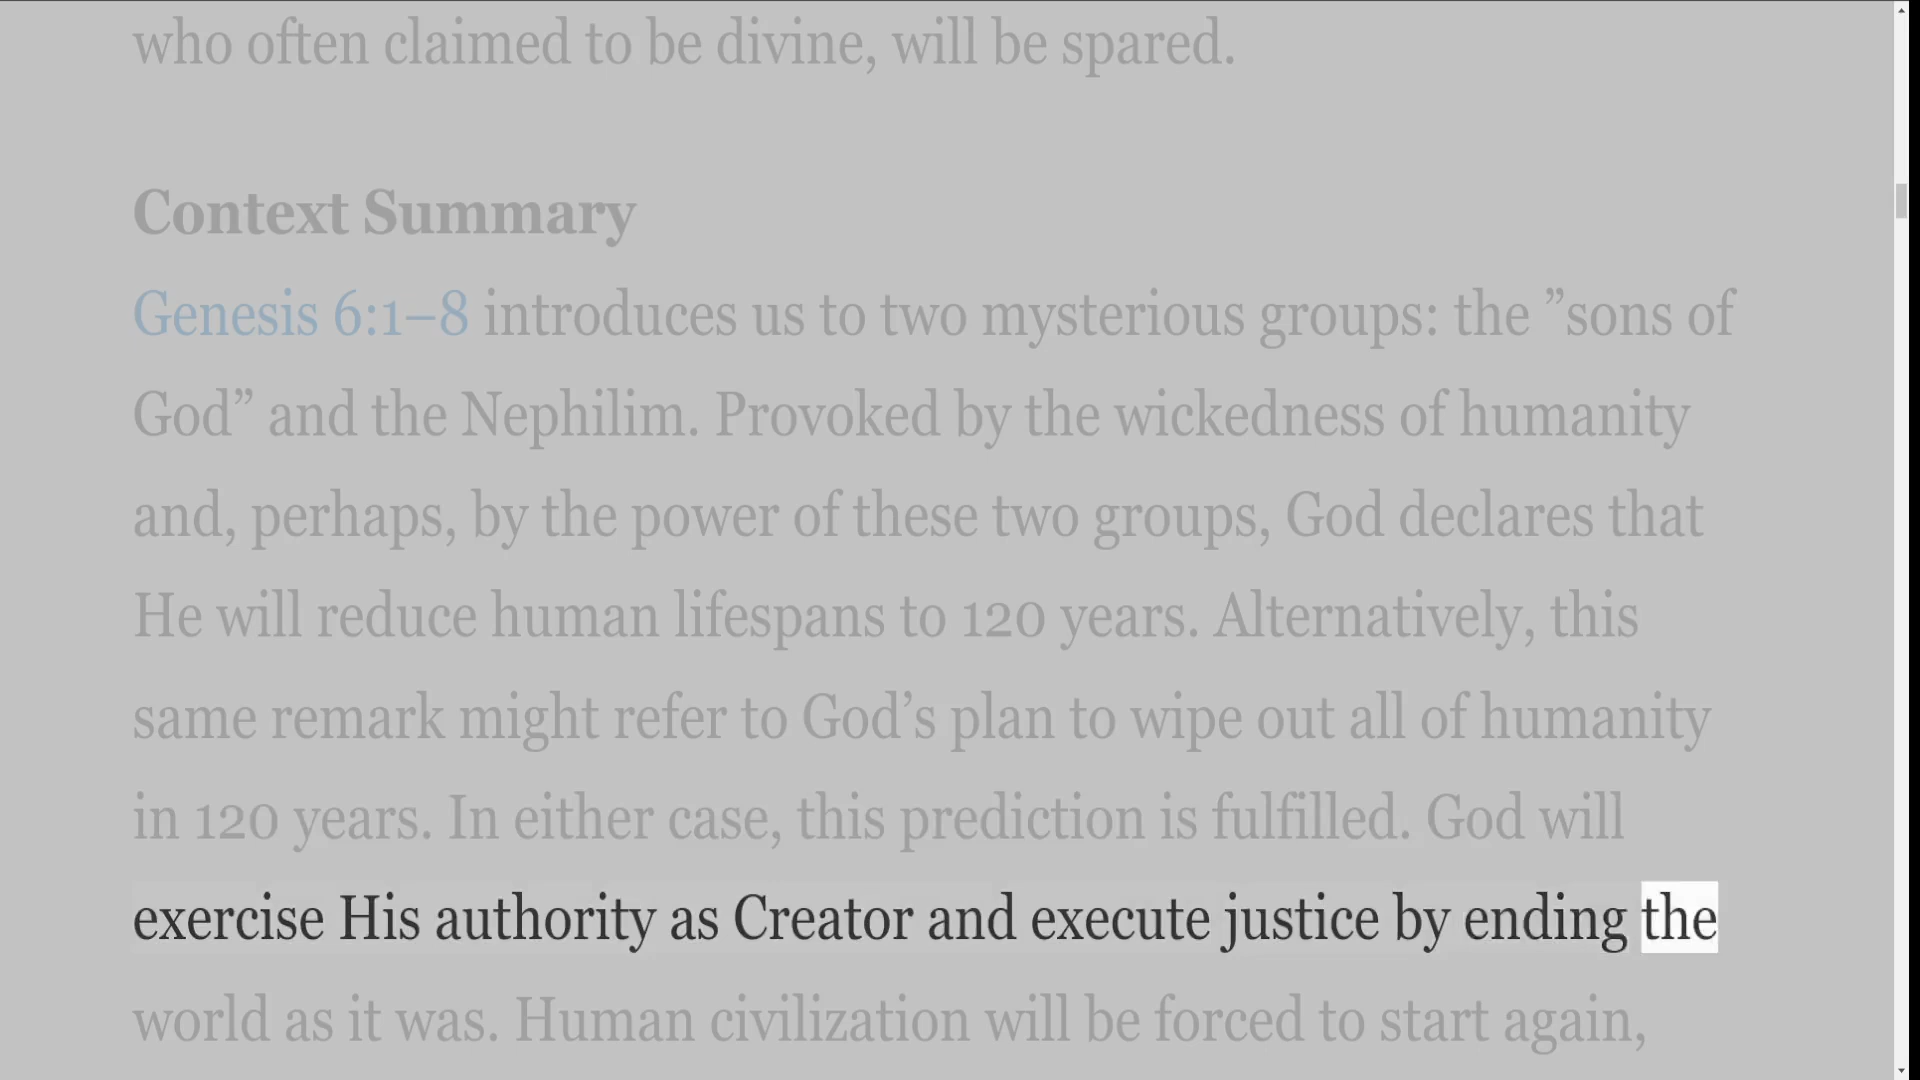 who often claimed to be divine, will be spared.
Context Summary
Genesis 6:1–8 introduces us to two mysterious groups: the ”sons of
God” and the Nephilim. Provoked by the wickedness of humanity
and, perhaps, by the power of these two groups, God declares that
He will reduce human lifespans to 120 years. Alternatively, this
same remark might refer to God’s plan to wipe out all of humanity
in 120 years. In either case, this prediction is fulfilled. God will
exercise His authority as Creator and execute justice by ending the
world as it was. Human civilization will be forced to start again,